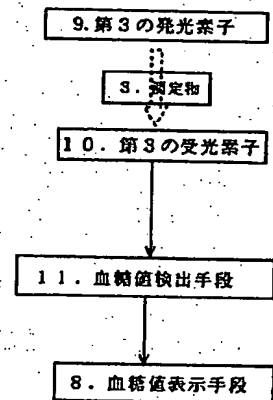 9.第3の発光素子
3.測定物
10.第3の受光素子
11.血糖値検出手段
8.血糖値表示手段